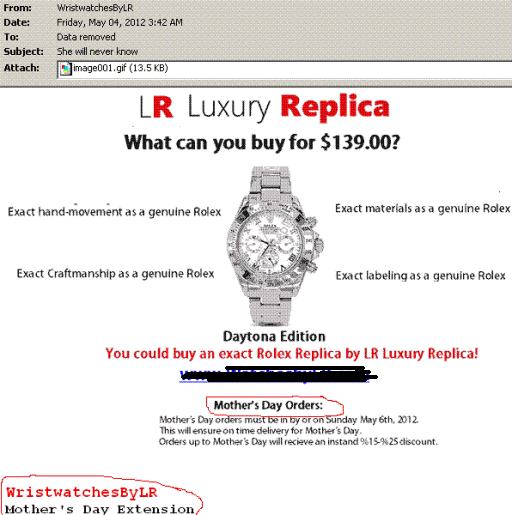 From: WristwatchesByLR
Date: Friday, May 04, 2012 3:42 AM
To: Data removed
Subject: She will never know
Attach: image001.gif (13.5 KB)
LR Luxury Replica
What can you buy for $139.00?
Exact hand-movement as a genuine Rolex
Exact materials as a genuine Rolex
Exact Craftmanship as a genuine Rolex
Exact labeling as a genuine Rolex
Daytona Edition
You could buy an exact Rolex Replica by LR Luxury Replica!
Mother's Day Orders:
Mother's Day orders must be in by or on Sunday May 6th, 2012.
This will ensure on time delivery for Mother's Day.
Orders up to Mother's Day will recieve an instand %15-%25 discount.
WristwatchesByLR
Mother's Day Extension